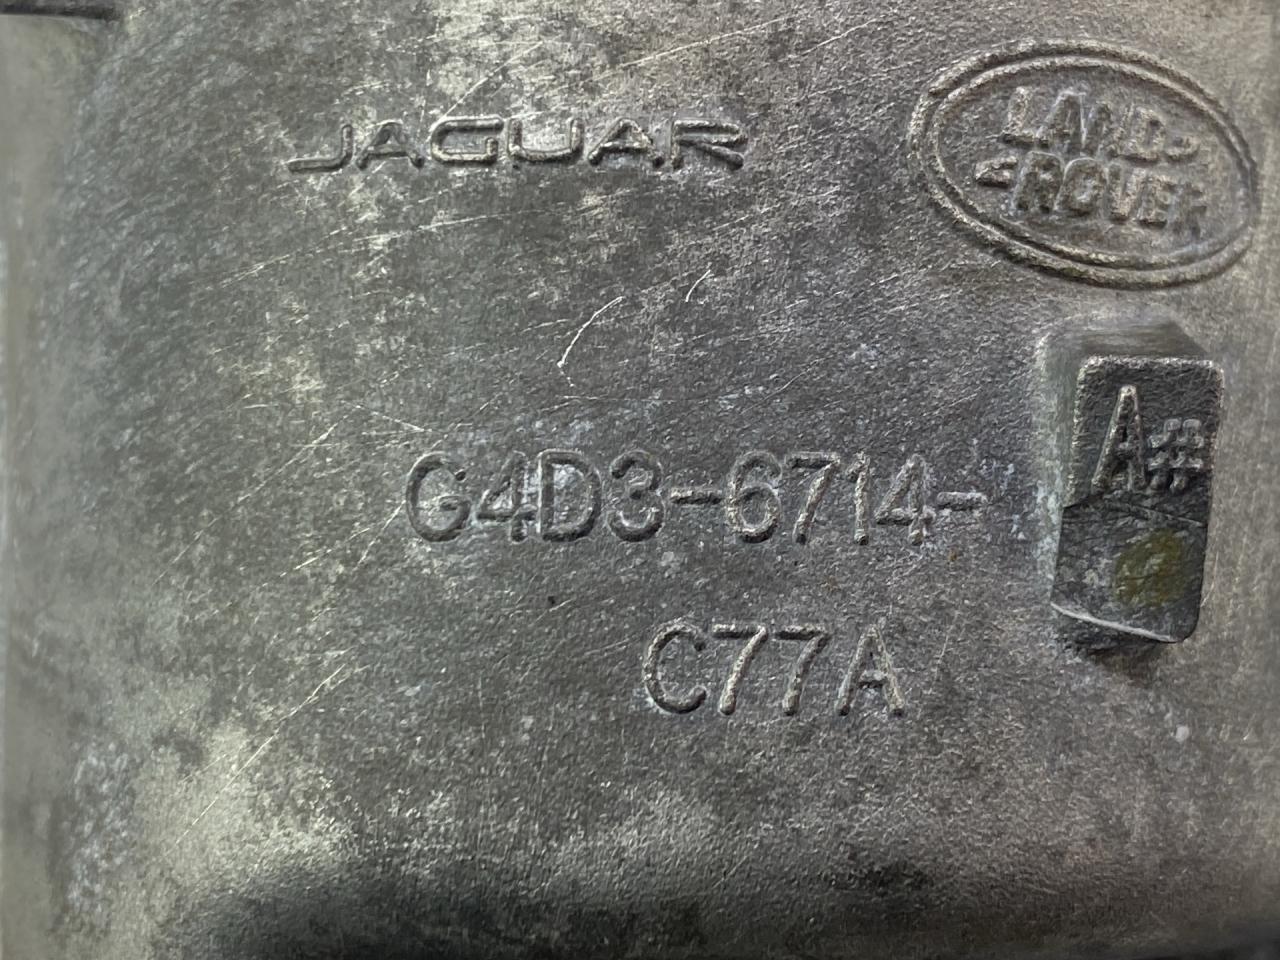 JAGUAR
LAND
ROVER
A#
G4D3-6714-
C77A